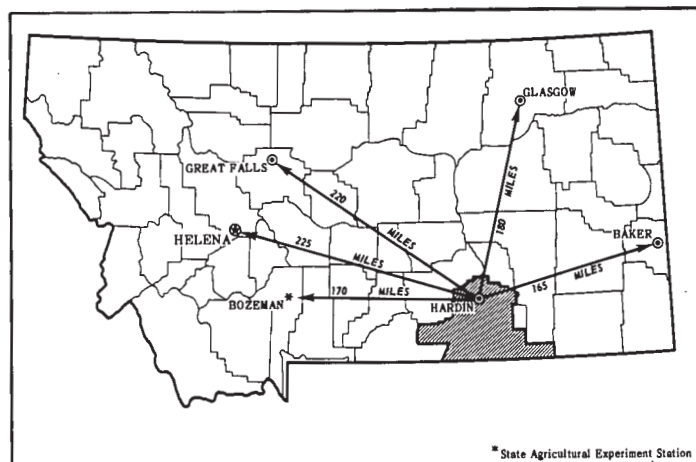 GLASGOW
GREAT FALLS
220
MILES
MILES
180
HELENA
225
MILES
BAKER
165
MILES
BOZEMAN*
170
MILES
HARDIN
* State Agricultural Experiment Station